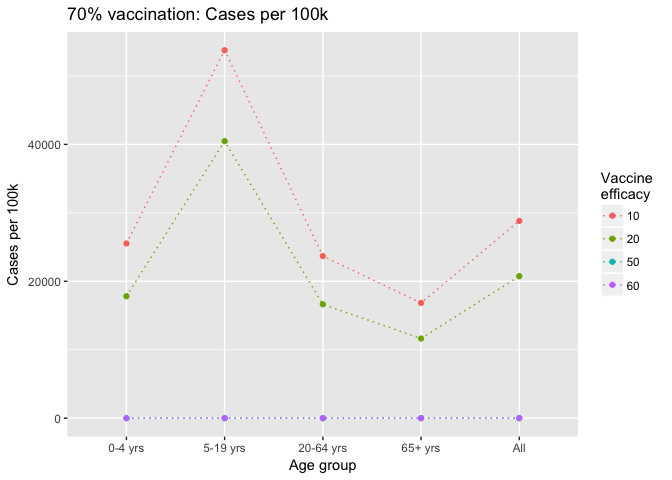 70% vaccination: Cases per 100k
Cases per 100k
40000
20000
0
0-4 yrs
5-19 yrs
20-64 yrs
65+ yrs
All
Age group
Vaccine
efficacy
10
20
50
60